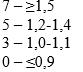 7 – ≥1,5
5 – 1,2-1,4
3 – 1,0-1,1
0 – ≤0,9